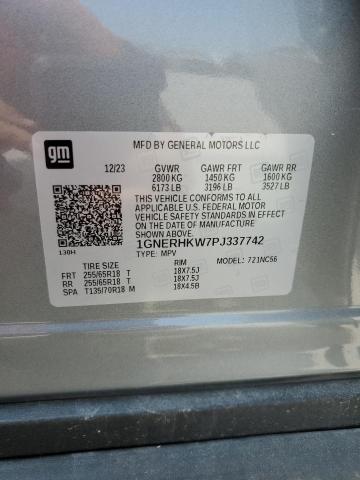 gm
MFD BY GENERAL MOTORS LLC
12/23 GVWR GAWR FRT GAWR RR
2800 KG 1450 KG 1600 KG
6173 LB 3196 LB 3527 LB
THIS VEHICLE CONFORMS TO ALL
APPLICABLE U.S. FEDERAL MOTOR
VEHICLE SAFETY STANDARDS IN EFFECT ON
THE DATE OF MANUFACTURE
SHOWN ABOVE.
1GNERHKW7PJ337742
130H TYPE: MPV MODEL: 721NC56
TIRE SIZE RIM
FRT 255/65R18 T 18X7.5J
RR 255/65R18 T 18X7.5J
SPA T135/70R18 M 18X4.5B